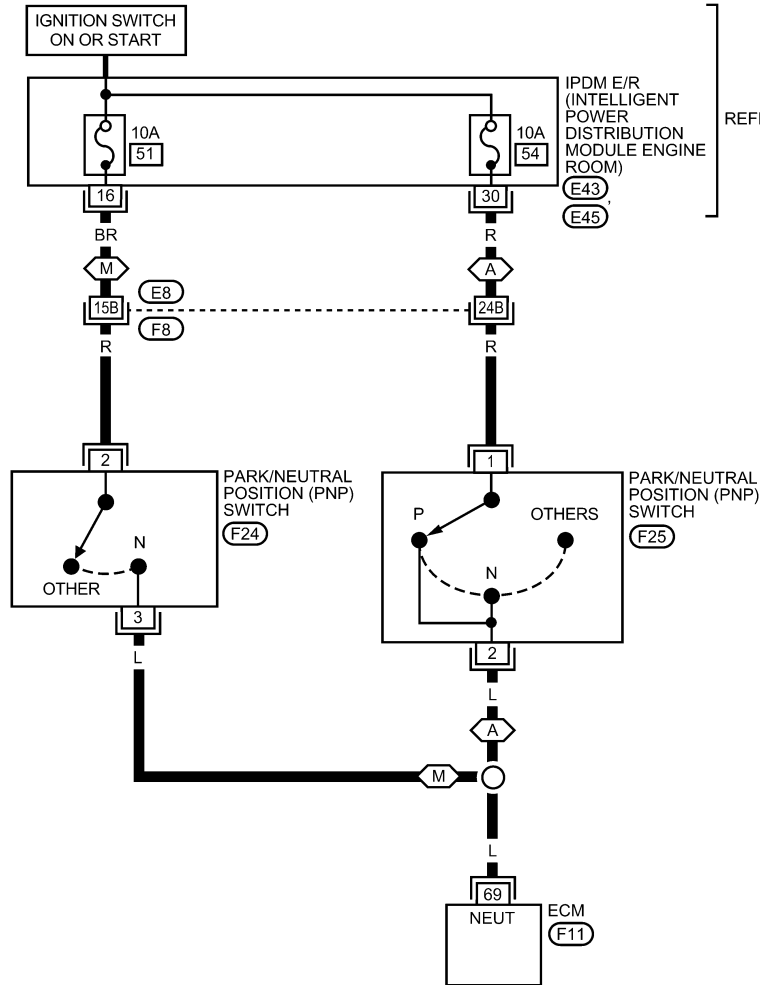 IGNITION SWITCH
ON OR START
IPDM E/R
(INTELLIGENT
POWER
DISTRIBUTION
MODULE ENGINE
ROOM)
E43
,
E45
REF
10A
51
10A
54
16
30
BR
R
M
A
15B
E8
24B
F8
R
R
2
1
PARK/NEUTRAL
POSITION (PNP)
SWITCH
F24
PARK/NEUTRAL
POSITION (PNP)
SWITCH
F25
P
OTHERS
N
OTHER
N
3
2
L
L
A
M
L
69
NEUT
ECM
F11